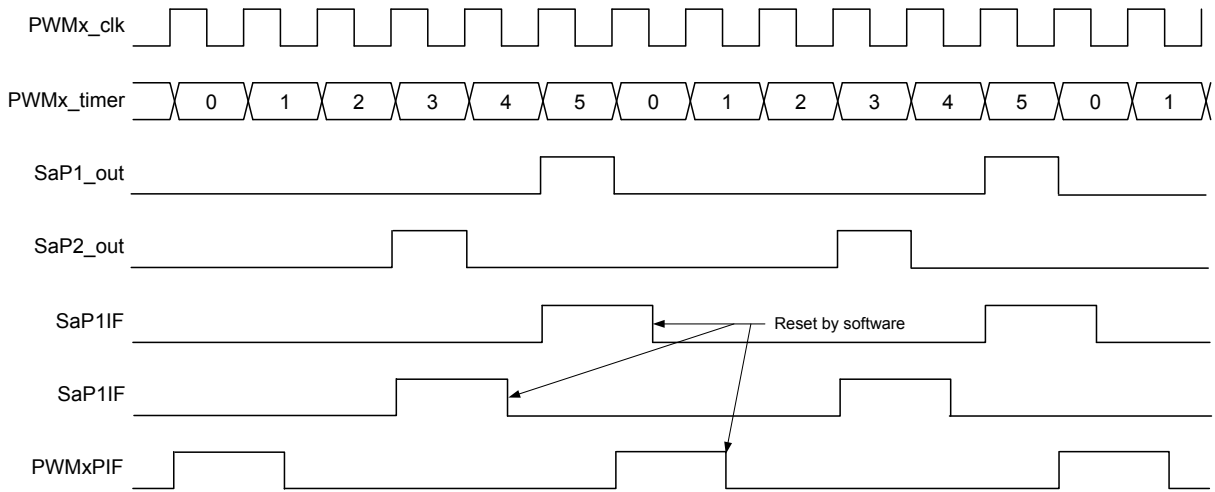 PWMx_clk
PWMx_timer 0 1 2 3 4 5 0 1 2 3 4 5 0 1
SaP1_out
SaP2_out
SaP1IF
Reset by software
SaP1IF
PWMxPIF